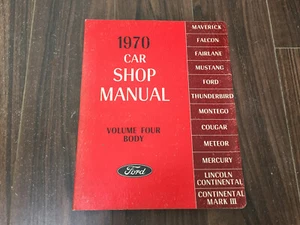 1970
CAR
SHOP
MANUAL
VOLUME FOUR
BODY
Ford
MAVERICK
FALCON
FAIRLANE
MUSTANG
FORD
THUNDERBIRD
MONTEGO
COUGAR
METEOR
MERCURY
LINCOLN
CONTINENTAL
CONTINENTAL
MARK III